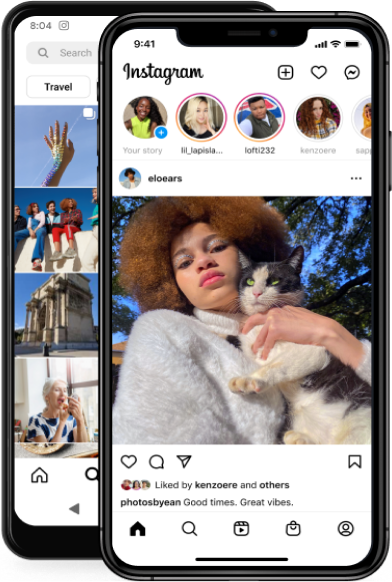 8:04
Search
Travel
9:41
Instagram
Your story
lil_lapisla...
lofti232
kenzoere
sapp
eloears
Liked by kenzoere and others
photosbyean Good times. Great vibes.